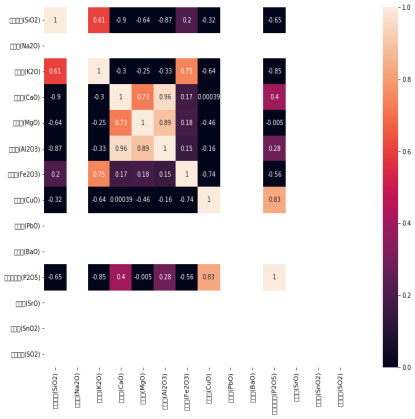 (SiO2)
(Na2O)
(K2O)
(CaO)
(MgO)
(Al2O3)
(Fe2O3)
(CuO)
(PbO)
(BaO)
(P2O5)
(SrO)
(SnO2)
(SO2)
1 0.61 -0.9 -0.64 -0.87 0.2 -0.32 -0.65
0.61 1 -0.3 -0.25 -0.33 0.75 -0.64 -0.85
-0.9 -0.3 1 0.73 0.96 0.17 0.00039 0.4
-0.64 -0.25 0.73 1 0.89 0.18 -0.46 -0.005
-0.87 -0.33 0.96 0.89 1 0.15 -0.16 0.28
0.2 0.75 0.17 0.18 0.15 1 -0.74 -0.56
-0.32 -0.64 0.00039 -0.46 -0.16 -0.74 1 0.83
-0.65 -0.85 0.4 -0.005 0.28 -0.56 0.83 1
(SiO2)
(Na2O)
(K2O)
(CaO)
(MgO)
(Al2O3)
(Fe2O3)
(CuO)
(PbO)
(BaO)
(P2O5)
(SrO)
(SnO2)
(SO2)
1.0
0.8
0.6
0.4
0.2
0.0